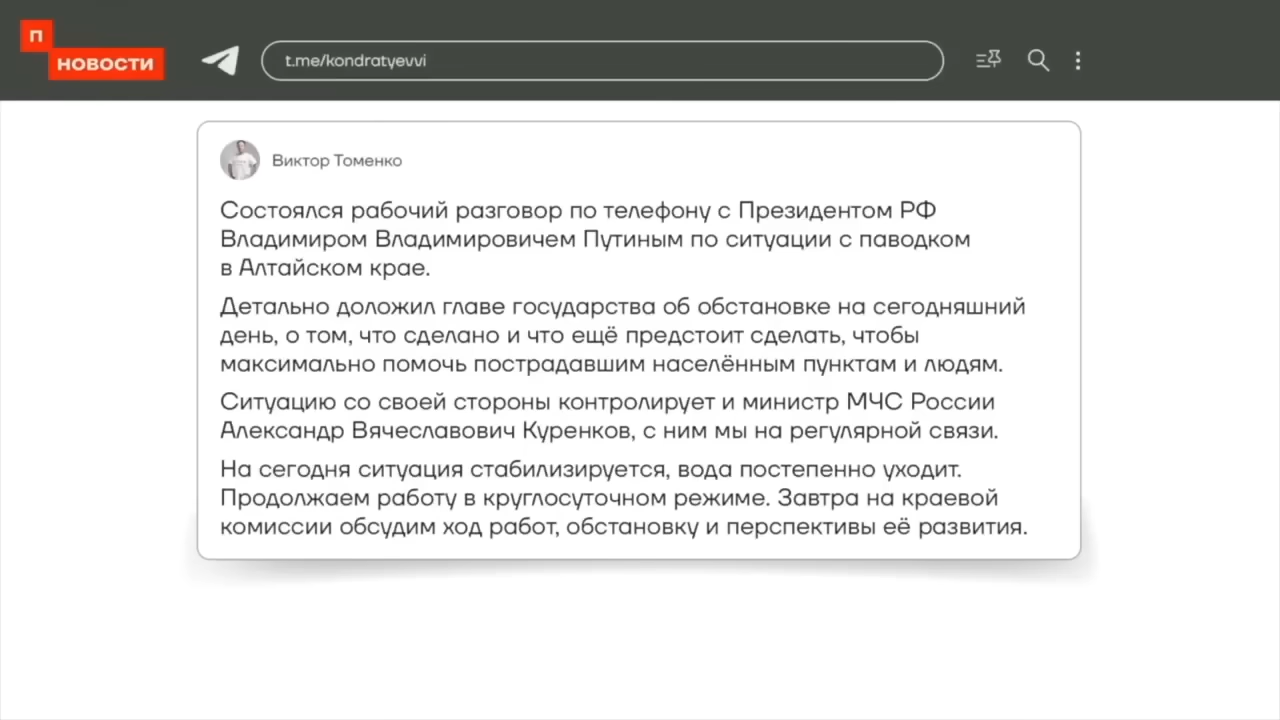 П
НОВОСТИ
t.me/kondratyevvi
Виктор Томенко
Состоялся рабочий разговор по телефону с Президентом РФ
Владимиром Владимировичем Путиным по ситуации с паводком
в Алтайском крае.
Детально доложил главе государства об обстановке на сегодняшний
день, о том, что сделано и что ещё предстоит сделать, чтобы
максимально помочь пострадавшим населённым пунктам и людям.
Ситуацию со своей стороны контролирует и министр МЧС России
Александр Вячеславович Куренков, с ним мы на регулярной связи.
На сегодня ситуация стабилизируется, вода постепенно уходит.
Продолжаем работу в круглосуточном режиме. Завтра на краевой
комиссии обсудим ход работ, обстановку и перспективы её развития.